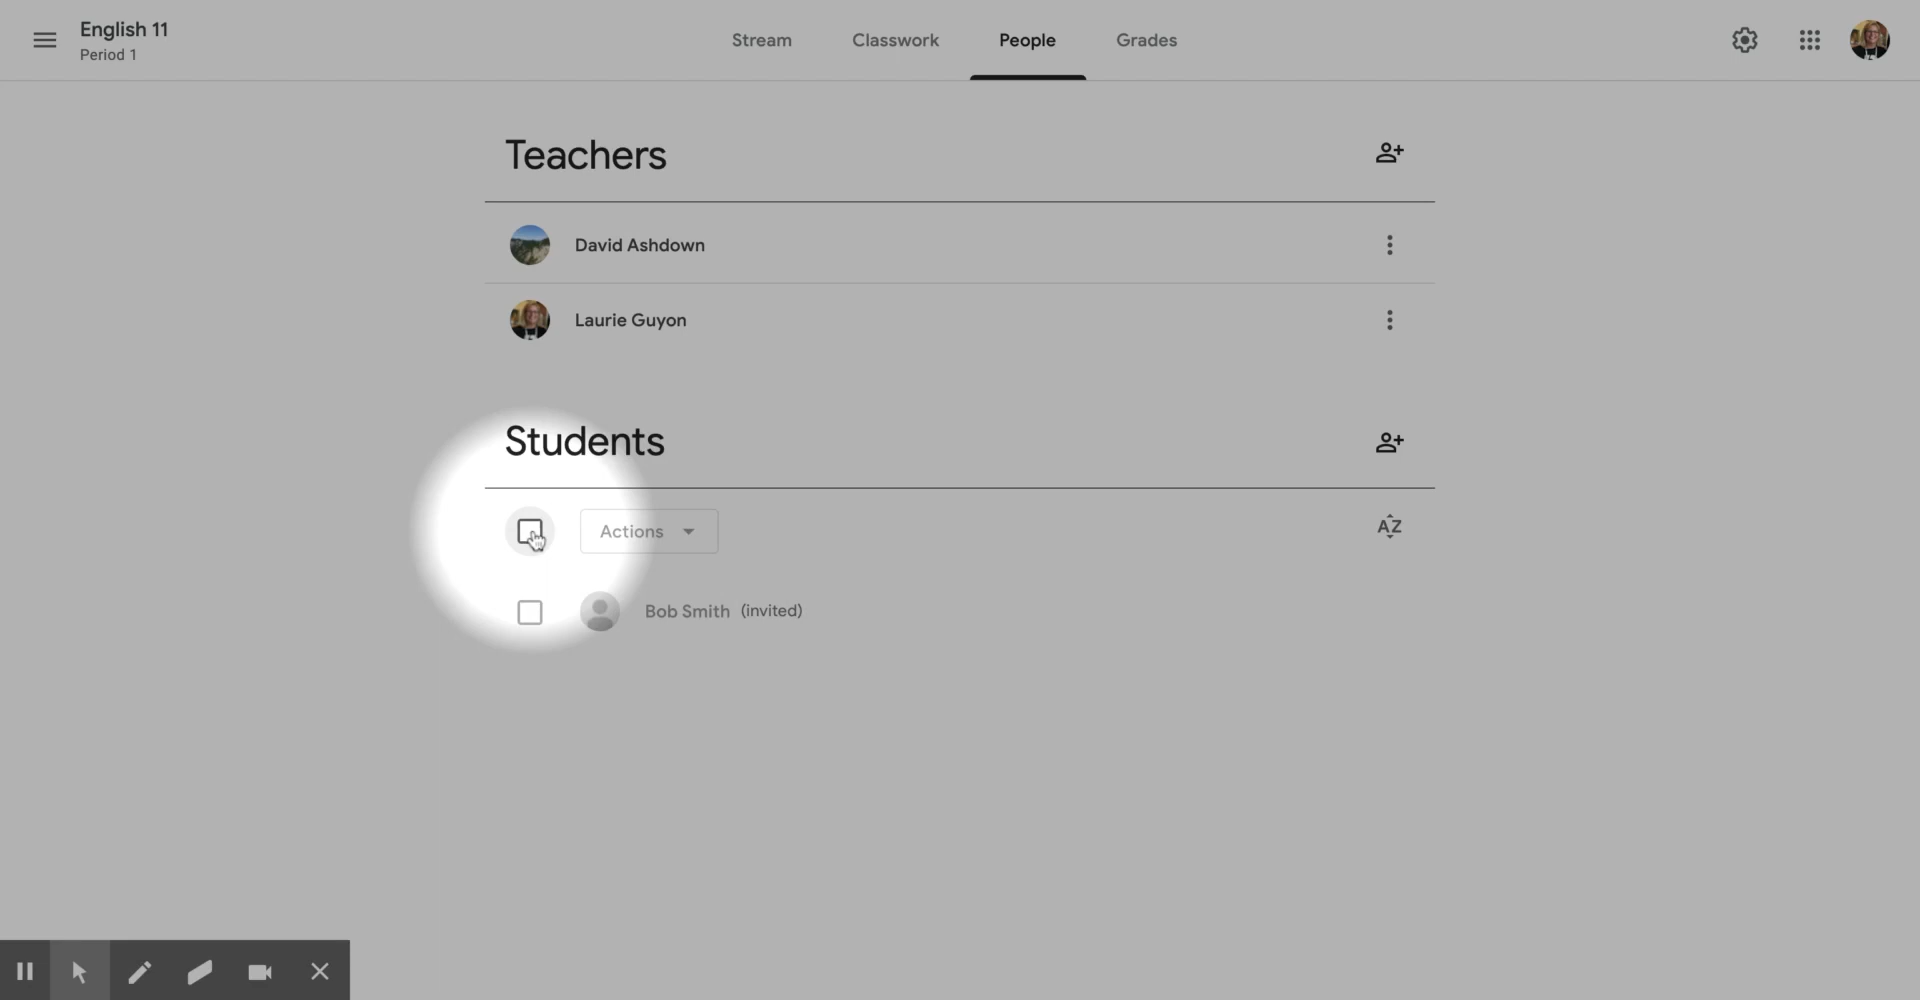 English 11
Period 1
Stream
Classwork
People
Grades
Teachers
David Ashdown
Laurie Guyon
Students
Actions
AZ
Bob Smith (invited)